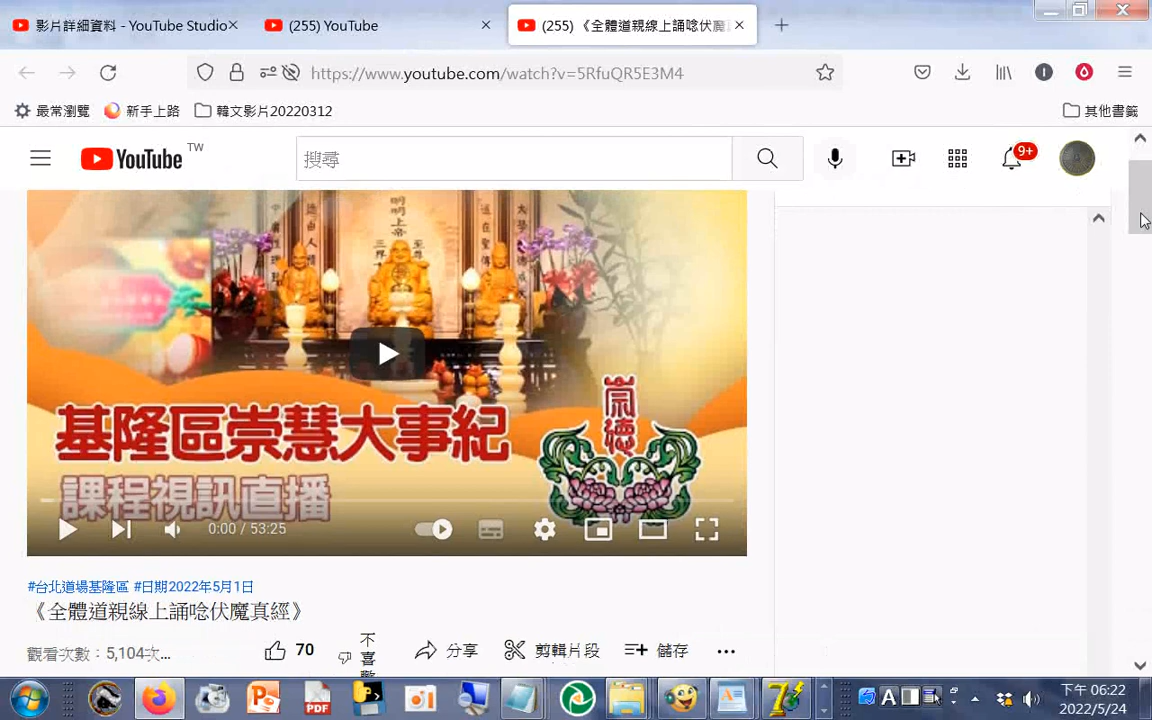 影片詳細資料 - YouTube Studio
(255) YouTube
(255) 《全體道親線上誦唸伏魔
https://www.youtube.com/watch?v=5RfuQR5E3M4
最常瀏覽
新手上路
韓文影片20220312
其他書籤
YouTube TW
搜尋
9+
明明上帝
基隆區崇慧大事紀
崇德
課程視訊直播
0:00 / 53:25
#台北道場基隆區 #日期2022年5月1日
《全體道親線上誦唸伏魔真經》
觀看次數：5,104次...
70
不喜歡
分享
剪輯片段
儲存
PDF
A
下午 06:22
2022/5/24